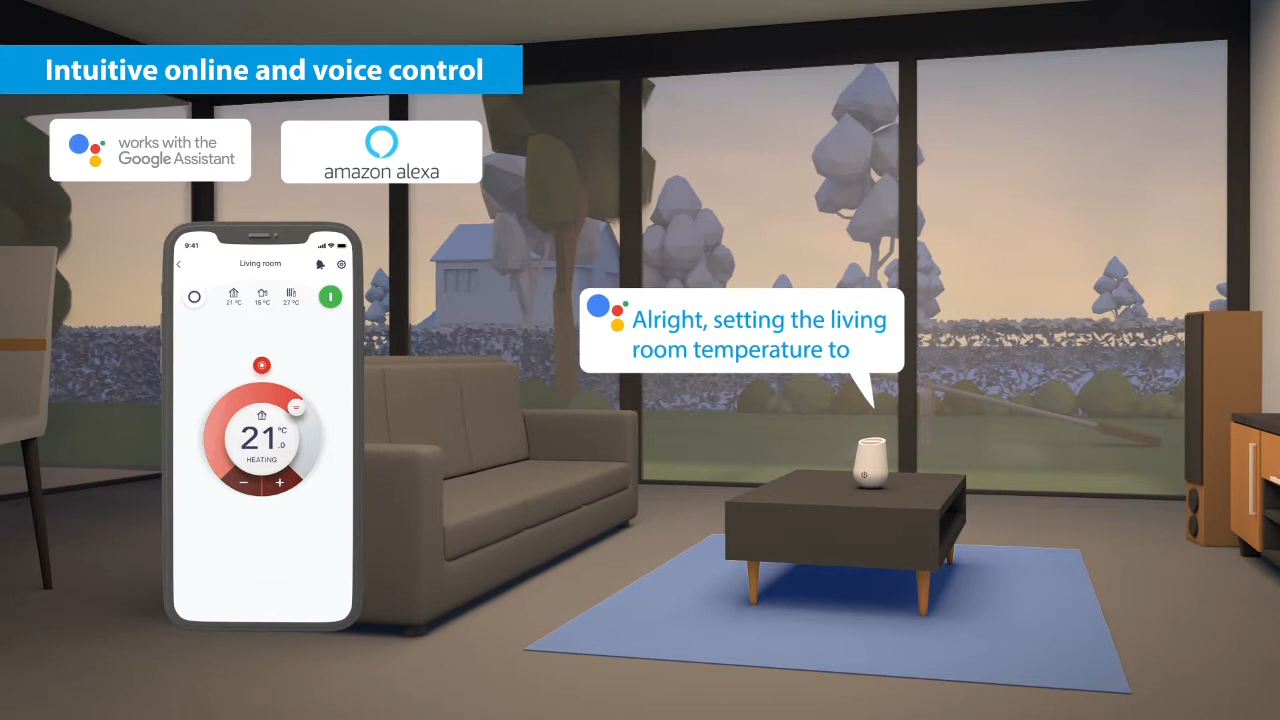 Intuitive online and voice control
works with the
Google Assistant
amazon alexa
9:41
Living room
21 °C 15 °C 27 °C
21 °C .0
HEATING
− +
Alright, setting the living
room temperature to